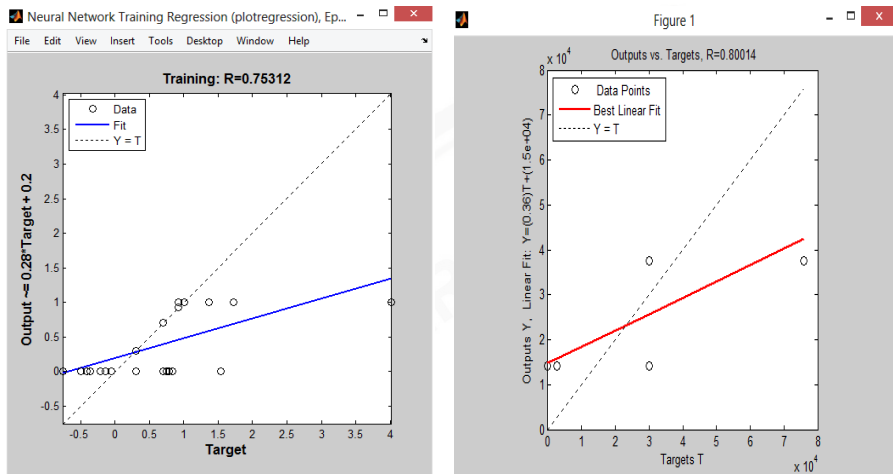 Neural Network Training Regression (plotregression), Ep...
File Edit View Insert Tools Desktop Window Help
Training: R=0.75312
Data
Fit
Y = T
Output ~= 0.28*Target + 0.2
4
3.5
3
2.5
2
1.5
1
0.5
0
-0.5
-0.5 0 0.5 1 1.5 2 2.5 3 3.5 4
Target
Figure 1
Outputs vs. Targets, R=0.80014
x 10^4
Data Points
Best Linear Fit
Y = T
Outputs Y, Linear Fit: Y=(0.36)T+(1.5e+04)
8
7
6
5
4
3
2
1
0
0 1 2 3 4 5 6 7 8
Targets T
x 10^4